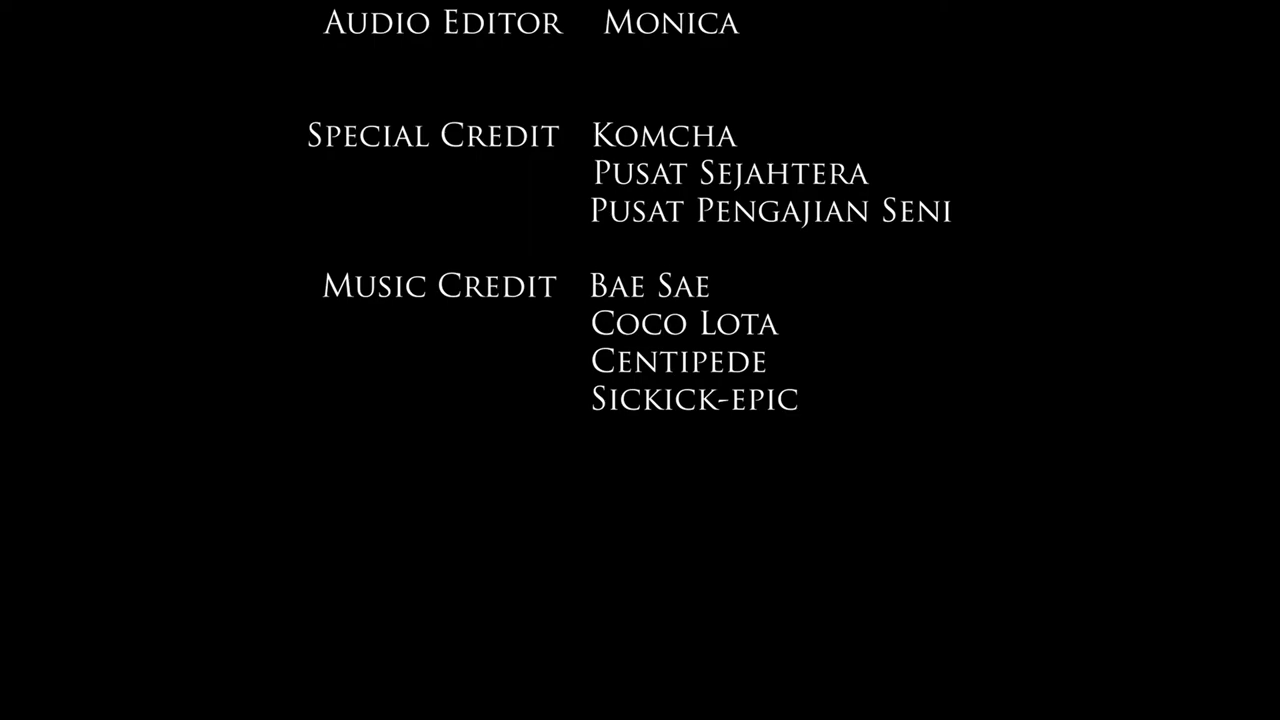 Audio Editor Monica
Special Credit Komcha
Pusat Sejahtera
Pusat Pengajian Seni
Music Credit Bae Sae
Coco Lota
Centipede
Sickick-epic